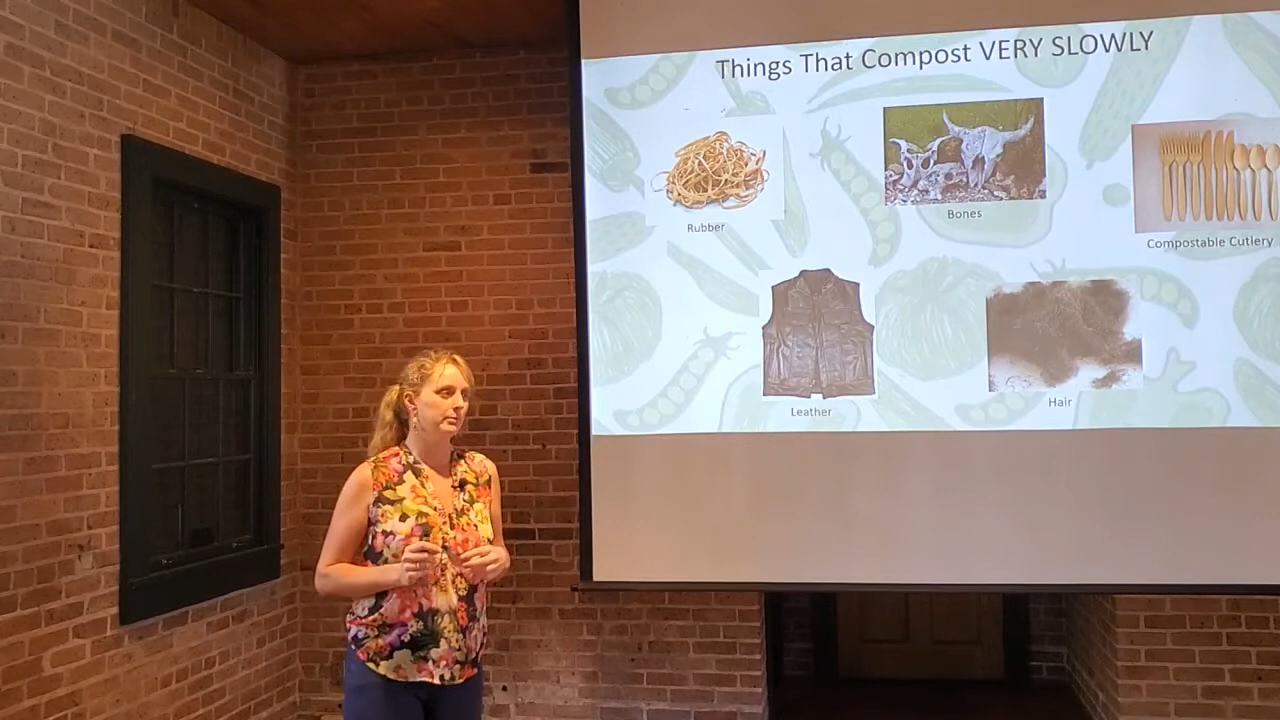 Things That Compost VERY SLOWLY
Rubber
Bones
Compostable Cutlery
Leather
Hair